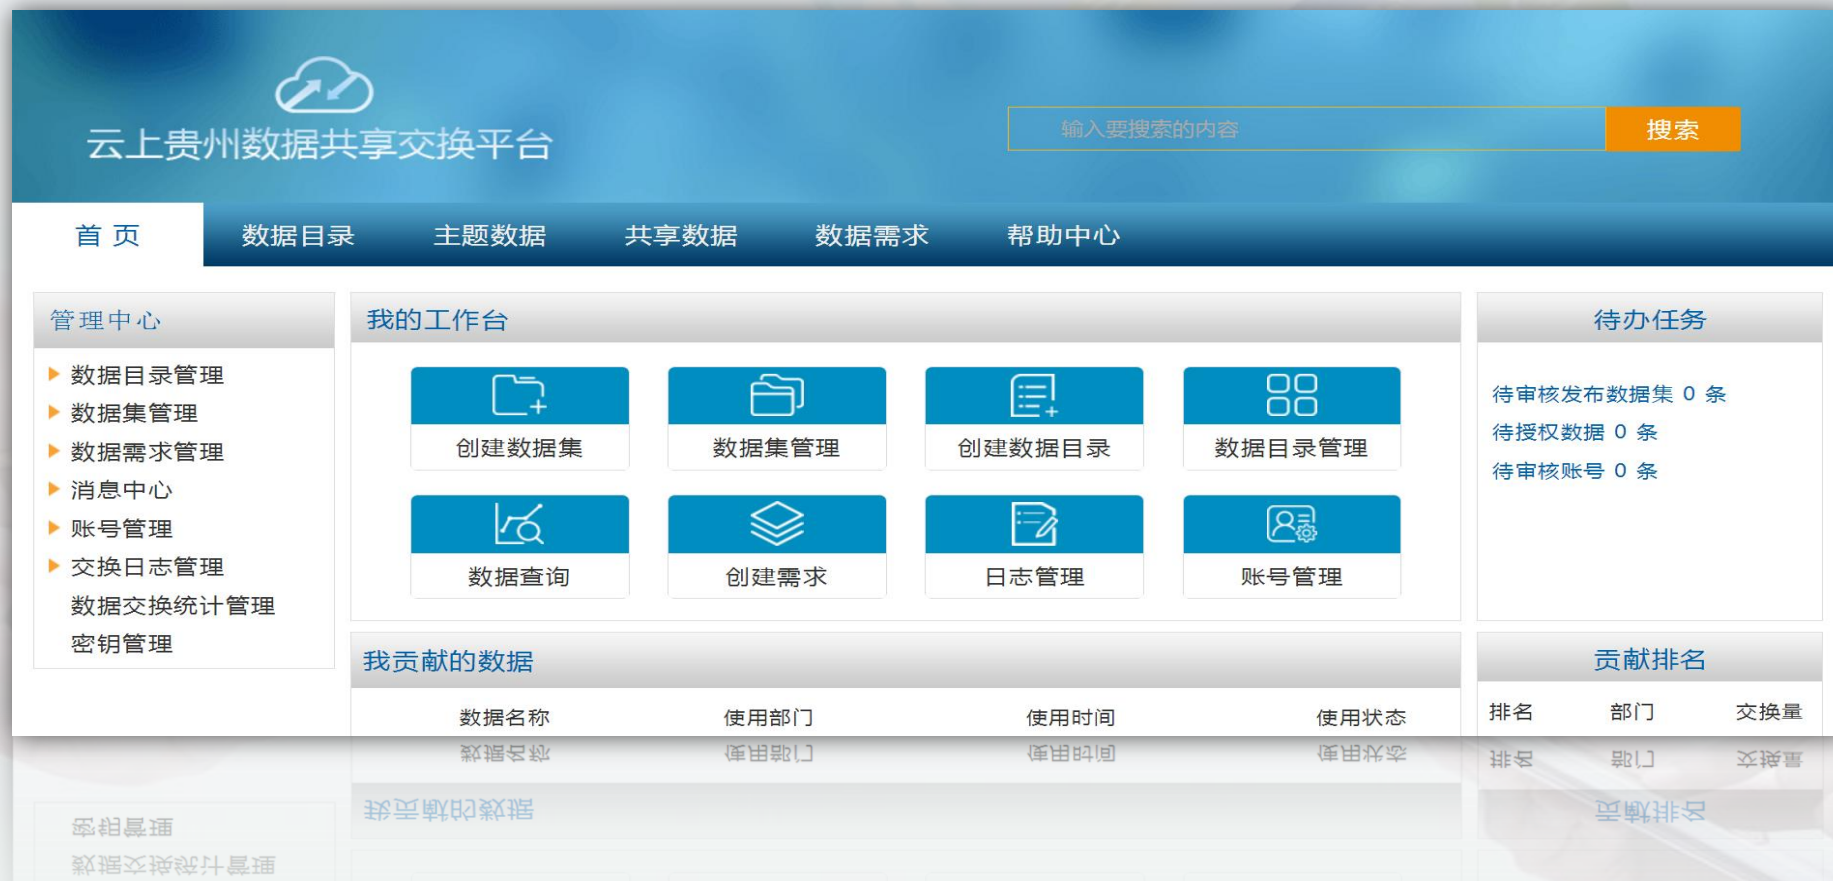 云上贵州数据共享交换平台
输入要搜索的内容 搜索
首页 数据目录 主题数据 共享数据 数据需求 帮助中心
管理中心
数据目录管理
数据集管理
数据需求管理
消息中心
账号管理
交换日志管理
数据交换统计管理
密钥管理
我的工作台
创建数据集 数据集管理 创建数据目录 数据目录管理
数据查询 创建需求 日志管理 账号管理
待办任务
待审核发布数据集 0 条
待授权数据 0 条
待审核账号 0 条
我贡献的数据
数据名称 使用部门 使用时间 使用状态
贡献排名
排名 部门 交换量